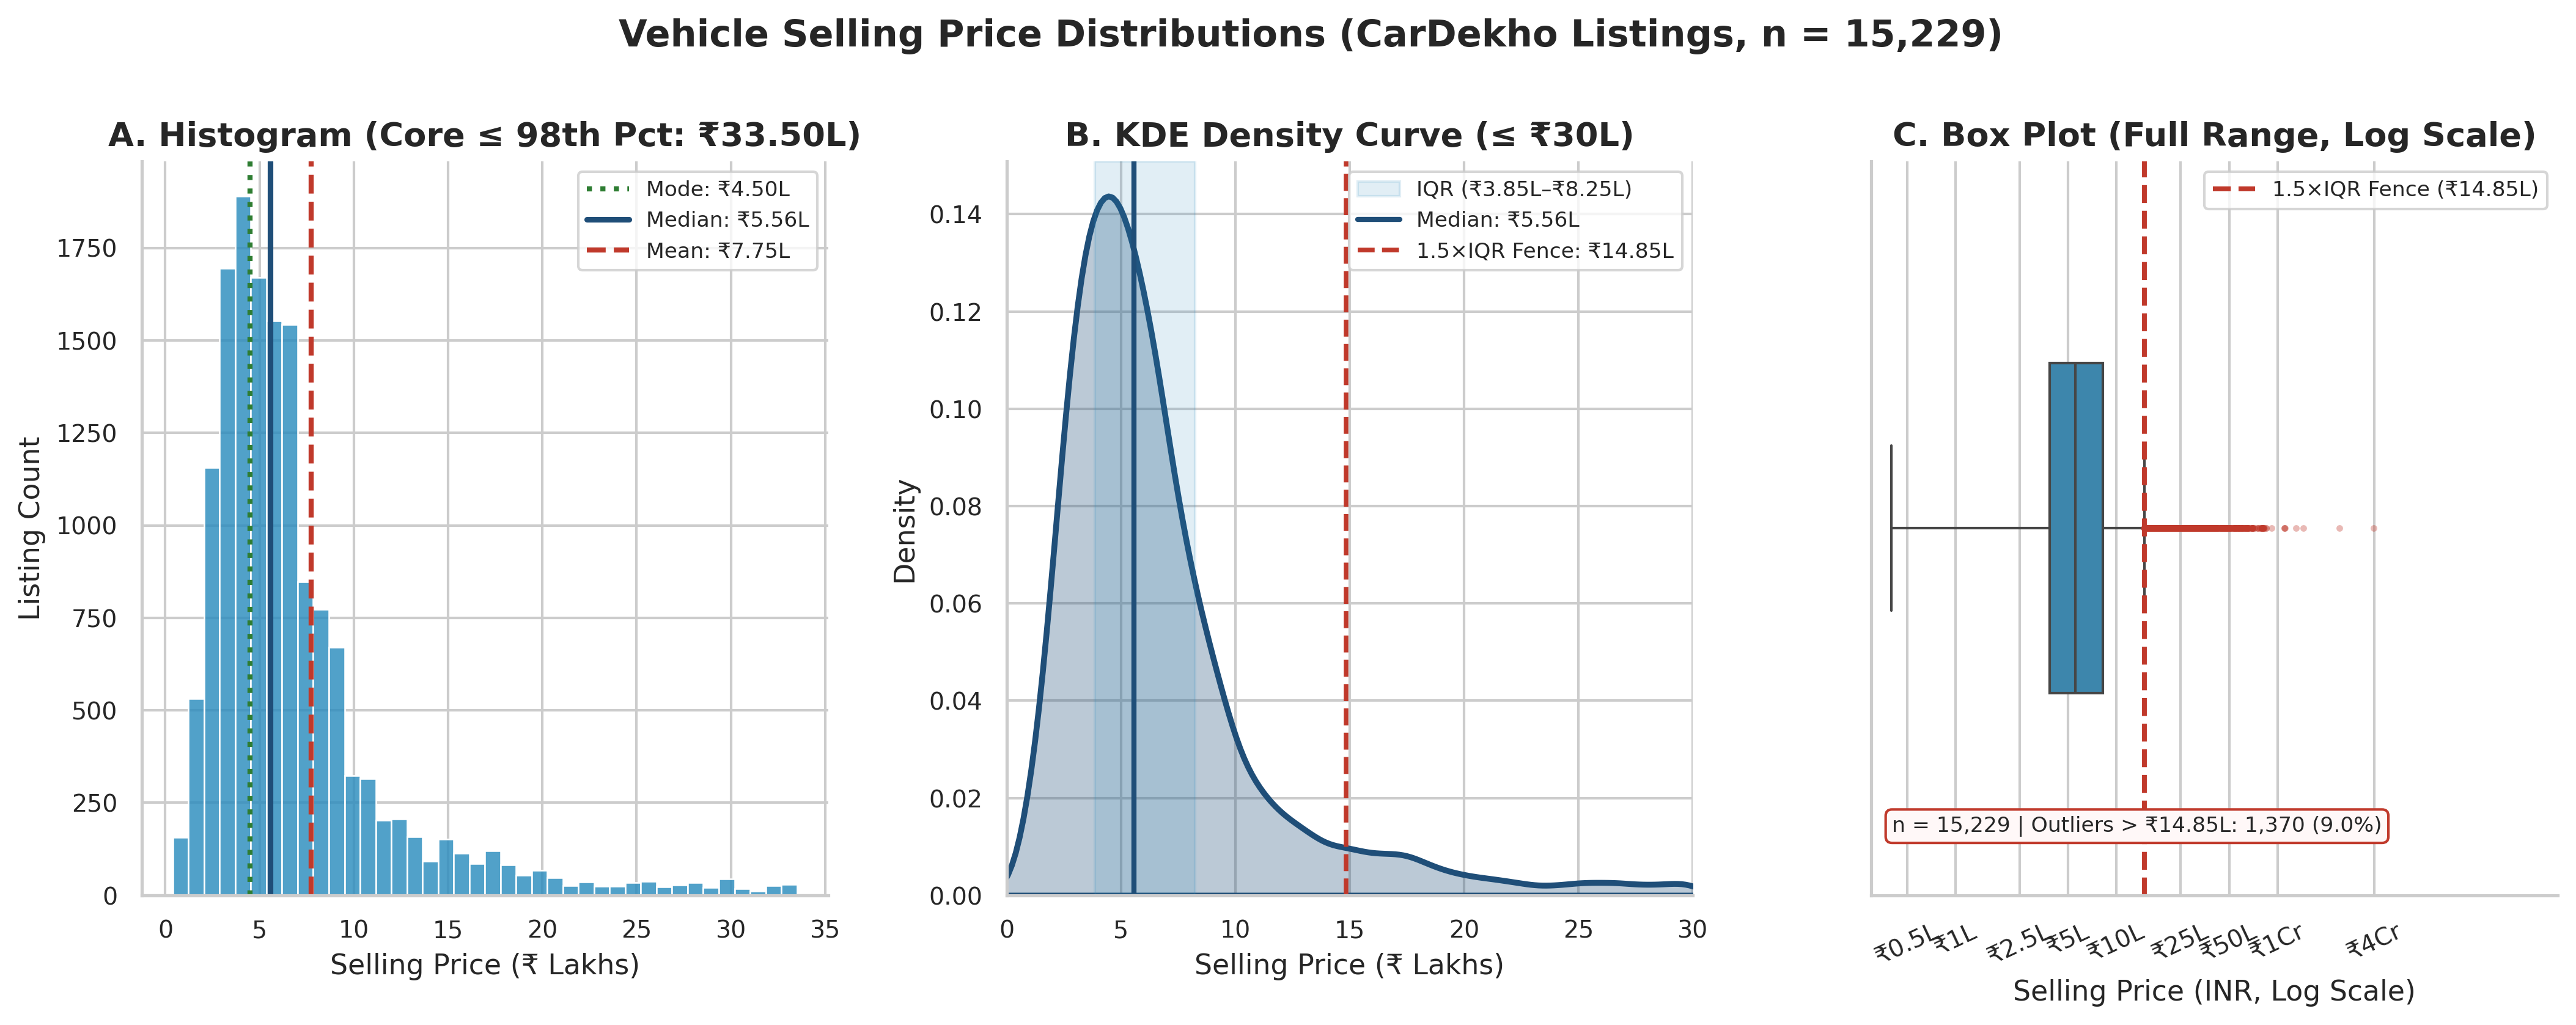 Vehicle Selling Price Distributions (CarDekho Listings, n = 15,229)
A. Histogram (Core ≤ 98th Pct: ₹33.50L)
Mode: ₹4.50L
Median: ₹5.56L
Mean: ₹7.75L
Listing Count
1750
1500
1250
1000
750
500
250
0
0 5 10 15 20 25 30 35
Selling Price (₹ Lakhs)
B. KDE Density Curve (≤ ₹30L)
IQR (₹3.85L–₹8.25L)
Median: ₹5.56L
1.5×IQR Fence: ₹14.85L
Density
0.14
0.12
0.10
0.08
0.06
0.04
0.02
0.00
0 5 10 15 20 25 30
Selling Price (₹ Lakhs)
C. Box Plot (Full Range, Log Scale)
1.5×IQR Fence (₹14.85L)
n = 15,229 | Outliers > ₹14.85L: 1,370 (9.0%)
₹0.5L ₹1L ₹2.5L ₹5L ₹10L ₹25L ₹50L ₹1Cr ₹4Cr
Selling Price (INR, Log Scale)